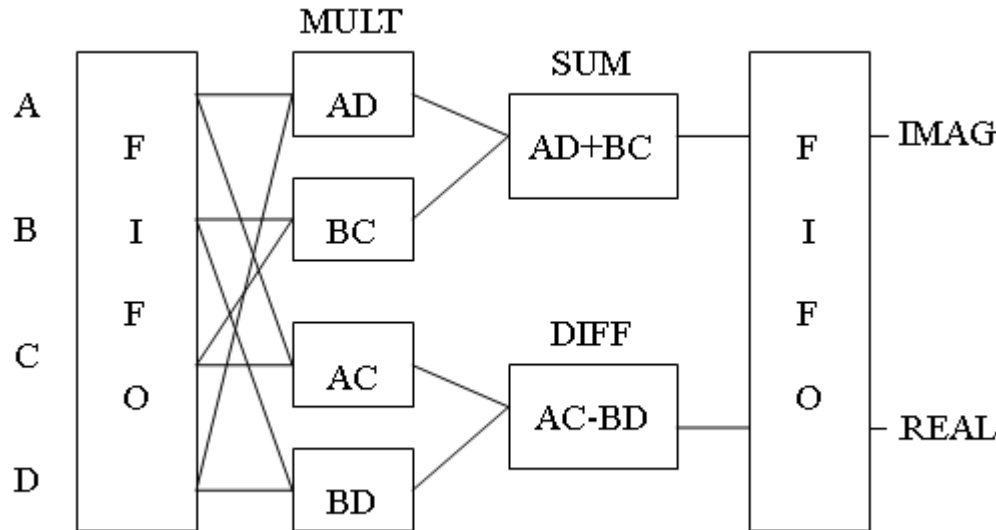 MULT
SUM
A
B
C
D
F
I
F
O
AD
BC
AC
BD
AD+BC
DIFF
AC-BD
F
I
F
O
IMAG
REAL